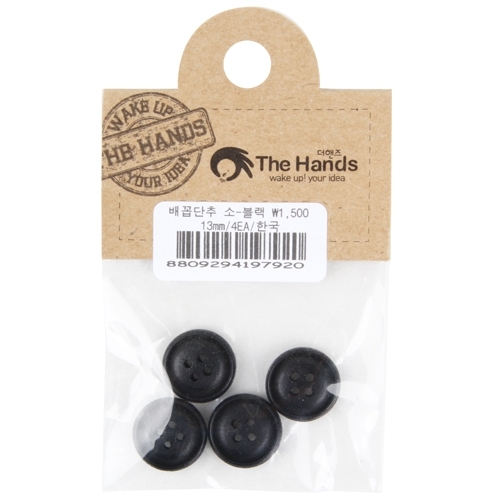 WAKE UP
THE HANDS
YOUR IDEA
더핸즈
The Hands
wake up! your idea
배꼽단추 소-블랙 ₩1,500
13mm/4EA/한국
8809294197920